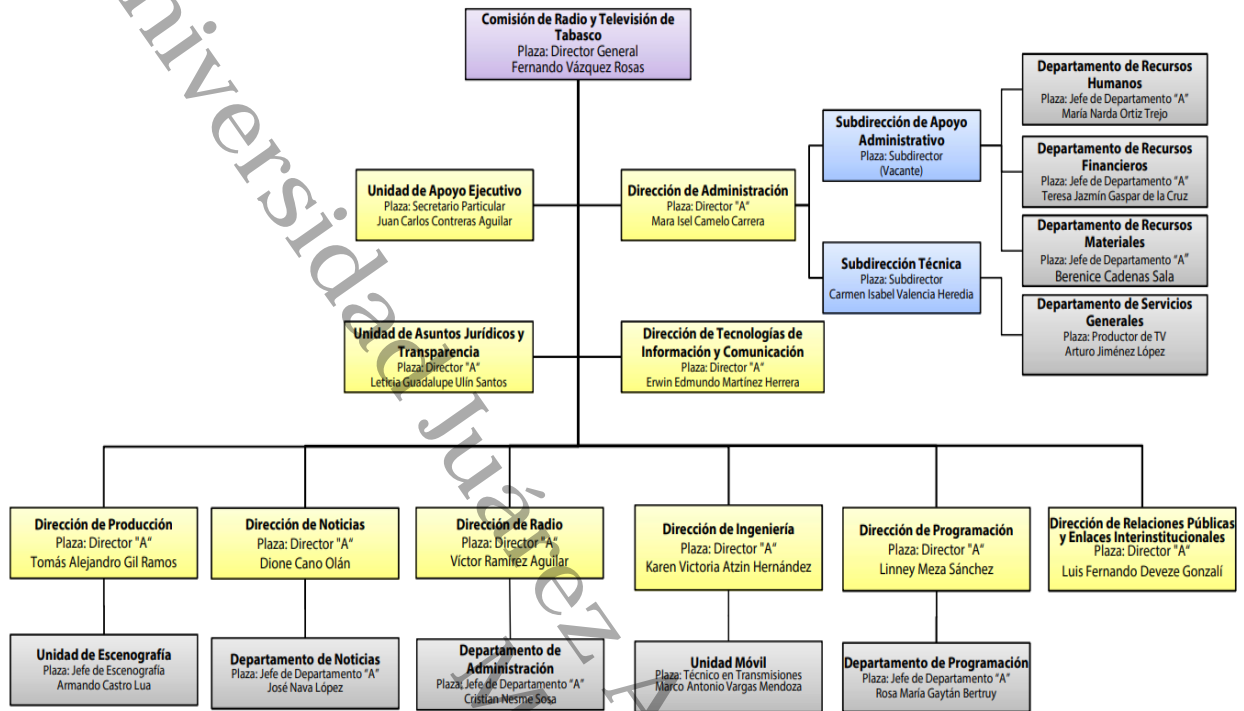 Comisión de Radio y Televisión de
Tabasco
Plaza: Director General
Fernando Vázquez Rosas
Unidad de Apoyo Ejecutivo
Plaza: Secretario Particular
Juan Carlos Contreras Aguilar
Dirección de Administración
Plaza: Director "A"
Mara Isel Camelo Carrera
Subdirección de Apoyo
Administrativo
Plaza: Subdirector
(Vacante)
Subdirección Técnica
Plaza: Subdirector
Carmen Isabel Valencia Heredia
Departamento de Recursos
Humanos
Plaza: Jefe de Departamento "A"
María Narda Ortiz Trejo
Departamento de Recursos
Financieros
Plaza: Jefe de Departamento "A"
Teresa Jazmín Gaspar de la Cruz
Departamento de Recursos
Materiales
Plaza: Jefe de Departamento "A"
Berenice Cadenas Sala
Departamento de Servicios
Generales
Plaza: Productor de TV
Arturo Jiménez López
Unidad de Asuntos Jurídicos y
Transparencia
Plaza: Director "A"
Leticia Guadalupe Ulín Santos
Dirección de Tecnologías de
Información y Comunicación
Plaza: Director "A"
Erwin Edmundo Martínez Herrera
Dirección de Producción
Plaza: Director "A"
Tomás Alejandro Gil Ramos
Dirección de Noticias
Plaza: Director "A"
Dione Cano Olán
Dirección de Radio
Plaza: Director "A"
Víctor Ramírez Aguilar
Dirección de Ingeniería
Plaza: Director "A"
Karen Victoria Atzin Hernández
Dirección de Programación
Plaza: Director "A"
Linney Meza Sánchez
Dirección de Relaciones Públicas
y Enlaces Interinstitucionales
Plaza: Director "A"
Luis Fernando Deveze Gonzalí
Unidad de Escenografía
Plaza: Jefe de Escenografía
Armando Castro Lua
Departamento de Noticias
Plaza: Jefe de Departamento "A"
José Nava López
Departamento de
Administración
Plaza: Jefe de Departamento "A"
Cristian Nesme Sosa
Unidad Móvil
Plaza: Técnico en Transmisiones
Marco Antonio Vargas Mendoza
Departamento de Programación
Plaza: Jefe de Departamento "A"
Rosa María Gaytán Bertruy
Juárez